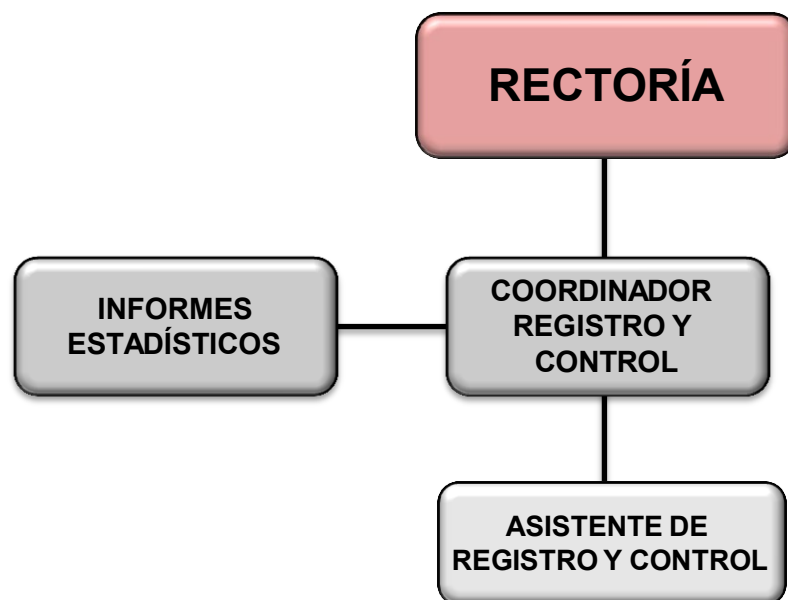 RECTORÍA
INFORMES
ESTADÍSTICOS
COORDINADOR
REGISTRO Y
CONTROL
ASISTENTE DE
REGISTRO Y CONTROL